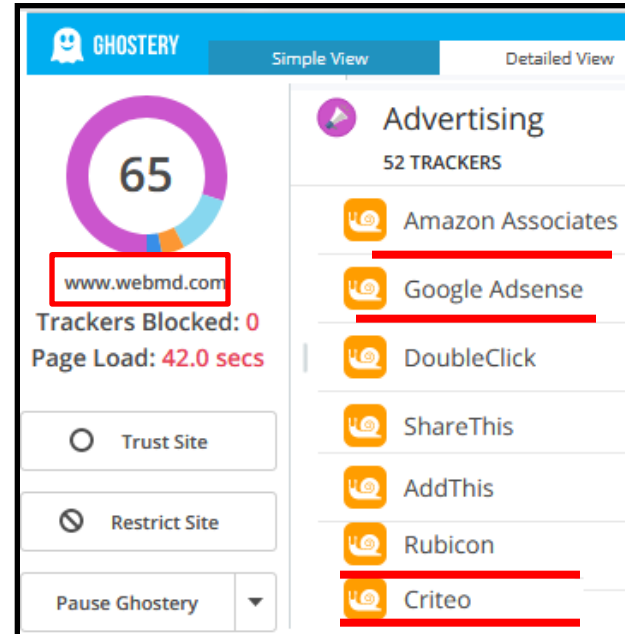 GHOSTERY
Simple View
Detailed View
65
www.webmd.com
Trackers Blocked: 0
Page Load: 42.0 secs
Trust Site
Restrict Site
Pause Ghostery
Advertising
52 TRACKERS
Amazon Associates
Google Adsense
DoubleClick
ShareThis
AddThis
Rubicon
Criteo